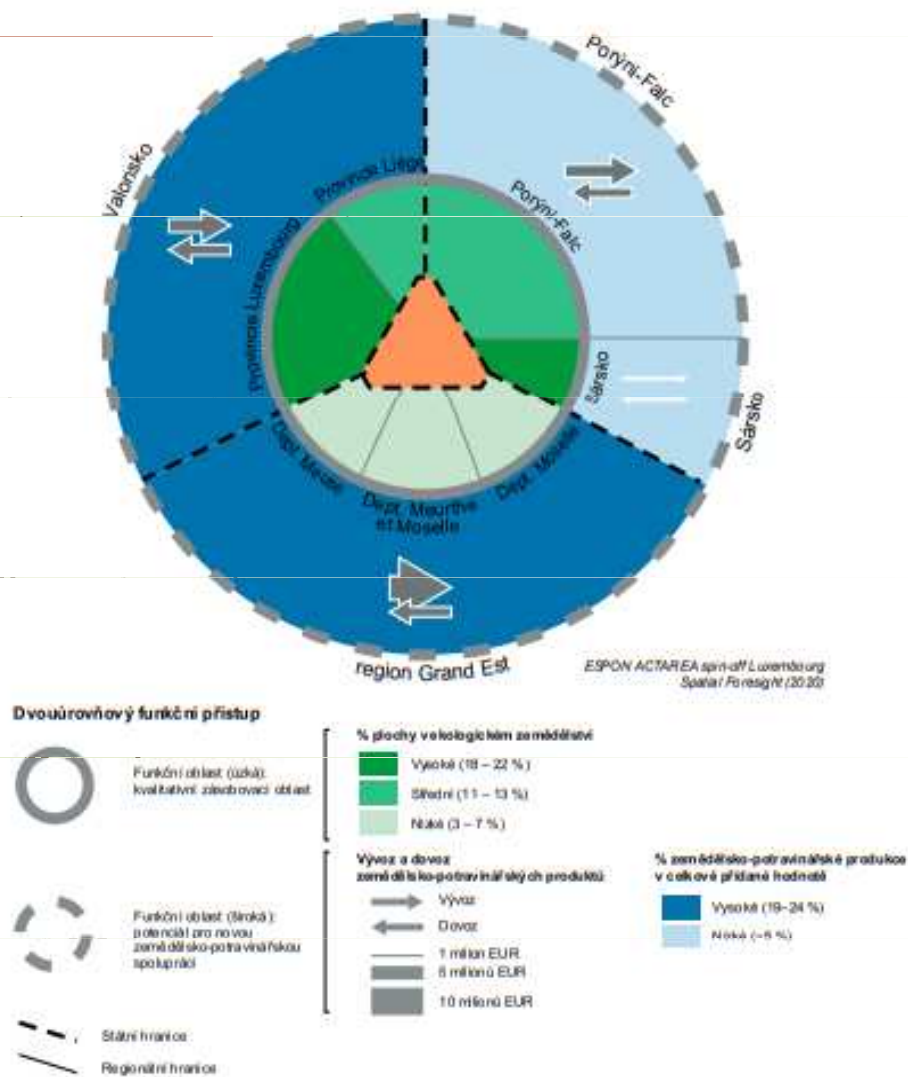 Porýní-Falc
Valonsko
Province Liège
Porýní-Falc
Provincie Luxembourg
Sársko
Sársko
Dept. Meuse
Dept. Moselle
Dept. Meurthe
et Moselle
region Grand Est
ESPON ACTAREA spin-off Luxembourg
Spatial Foresight (2020)
Dvouúrovňový funkční přístup
% plochy v ekologickém zemědělství
Funkční oblast (úzká):
kvalitativní zásobovací oblast
Vysoké (18 – 22 %)
Střední (11 – 13 %)
Nízké (3 – 7 %)
Vývoz a dovoz
zemědělsko-potravinářských produktů
% zemědělsko-potravinářské produkce
v celkové přidané hodnotě
Funkční oblast (široká):
potenciál pro novou
zemědělsko-potravinářskou
spolupráci
Vývoz
Dovoz
1 milion EUR
5 milionů EUR
10 milionů EUR
Vysoké (19–24 %)
Nízké (~5 %)
Státní hranice
Regionální hranice